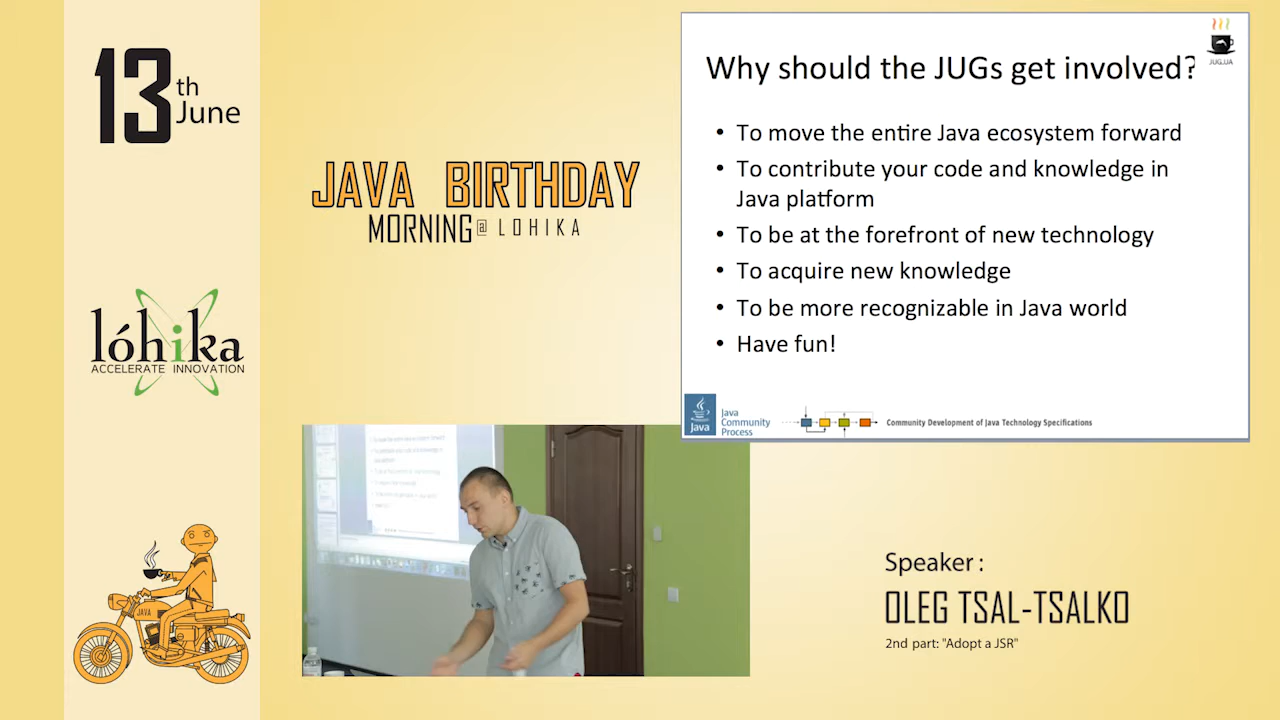 13th
June
JAVA BIRTHDAY
MORNING@LOHIKA
lóhika
ACCELERATE INNOVATION
JAVA
JUG.UA
Why should the JUGs get involved?
• To move the entire Java ecosystem forward
• To contribute your code and knowledge in
Java platform
• To be at the forefront of new technology
• To acquire new knowledge
• To be more recognizable in Java world
• Have fun!
Java
Java
Community
Process
Community Development of Java Technology Specifications
Speaker :
OLEG TSAL-TSALKO
2nd part: "Adopt a JSR"